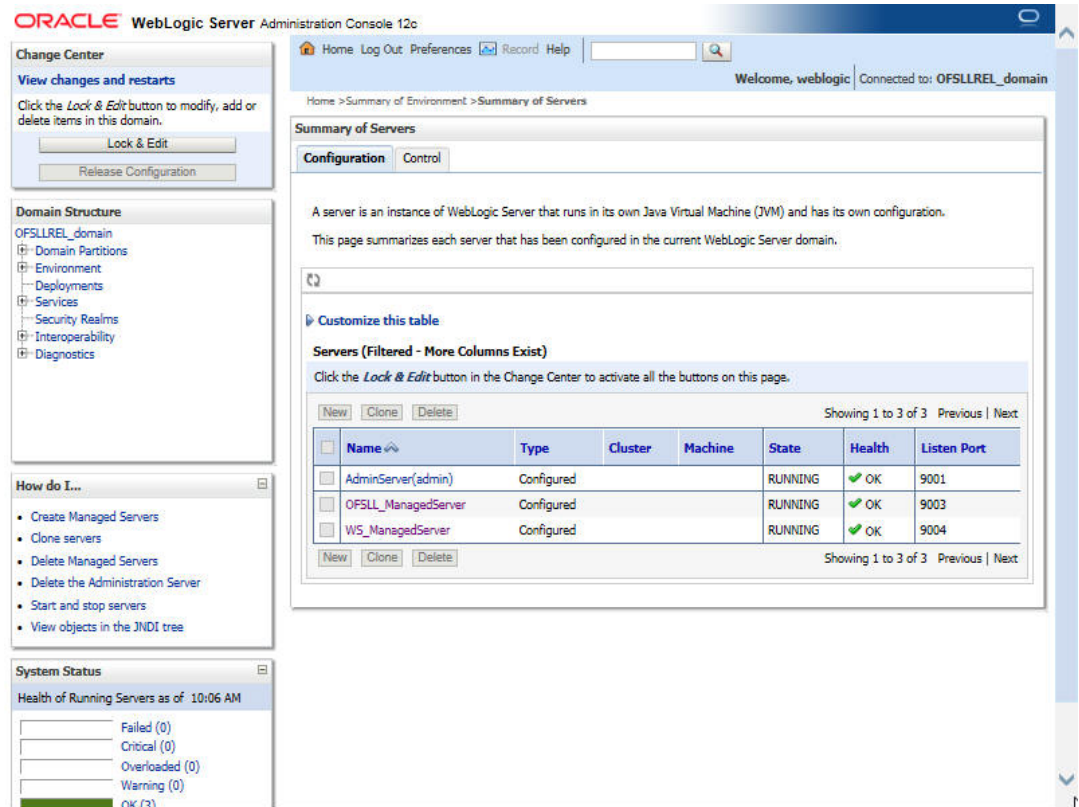 ORACLE WebLogic Server Administration Console 12c
Change Center
View changes and restarts
Click the Lock & Edit button to modify, add or
delete items in this domain.
Lock & Edit
Release Configuration
Domain Structure
OFSLLREL_domain
Domain Partitions
Environment
Deployments
Services
Security Realms
Interoperability
Diagnostics
How do I...
Create Managed Servers
Clone servers
Delete Managed Servers
Delete the Administration Server
Start and stop servers
View objects in the JNDI tree
System Status
Health of Running Servers as of 10:06 AM
Failed (0)
Critical (0)
Overloaded (0)
Warning (0)
OK (3)
Home Log Out Preferences Record Help
Welcome, weblogic Connected to: OFSLLREL_domain
Home >Summary of Environment >Summary of Servers
Summary of Servers
Configuration Control
A server is an instance of WebLogic Server that runs in its own Java Virtual Machine (JVM) and has its own configuration.
This page summarizes each server that has been configured in the current WebLogic Server domain.
Customize this table
Servers (Filtered - More Columns Exist)
Click the Lock & Edit button in the Change Center to activate all the buttons on this page.
New Clone Delete Showing 1 to 3 of 3 Previous | Next
Name Type Cluster Machine State Health Listen Port
AdminServer(admin) Configured RUNNING OK 9001
OFSLL_ManagedServer Configured RUNNING OK 9003
WS_ManagedServer Configured RUNNING OK 9004
New Clone Delete Showing 1 to 3 of 3 Previous | Next